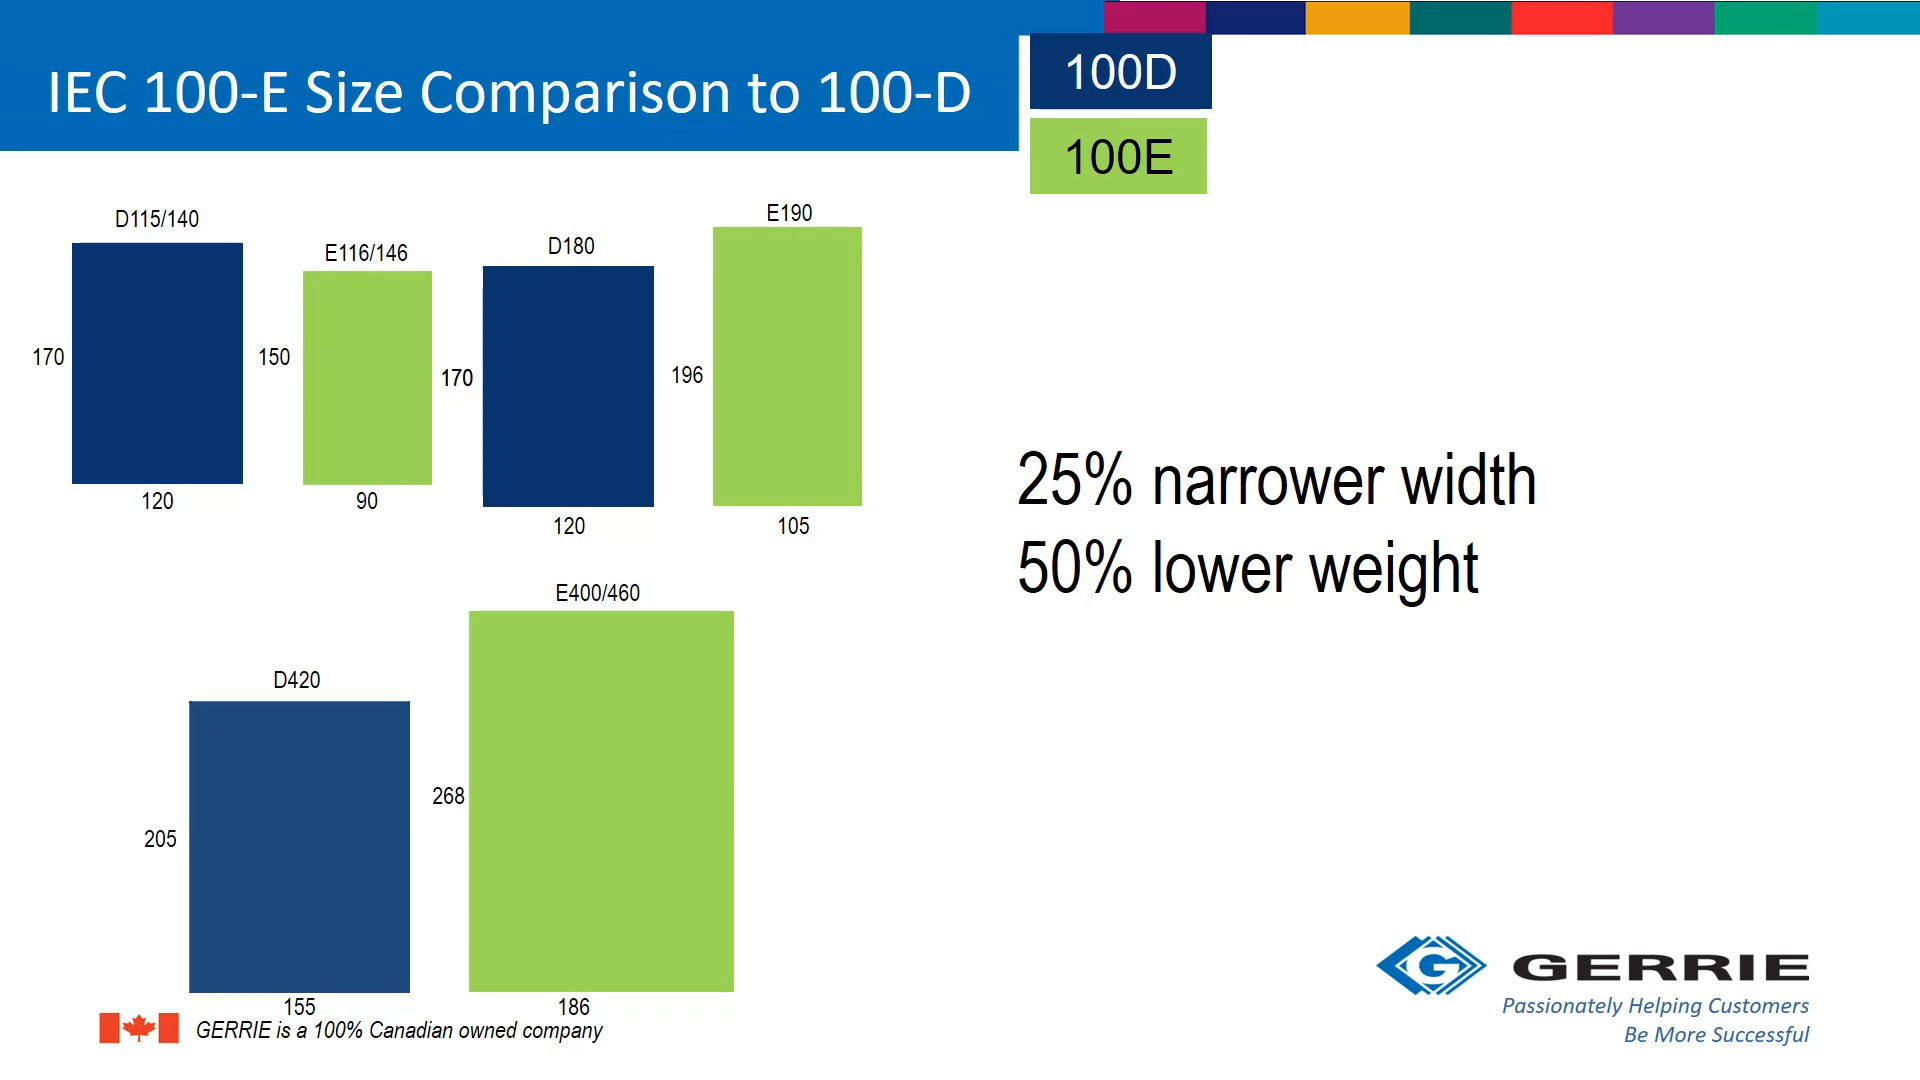 IEC 100-E Size Comparison to 100-D
100D
100E
D115/140
170
120
E116/146
150
90
D180
170
120
E190
196
105
25% narrower width
50% lower weight
D420
205
155
E400/460
268
186
GERRIE is a 100% Canadian owned company
G GERRIE
Passionately Helping Customers
Be More Successful